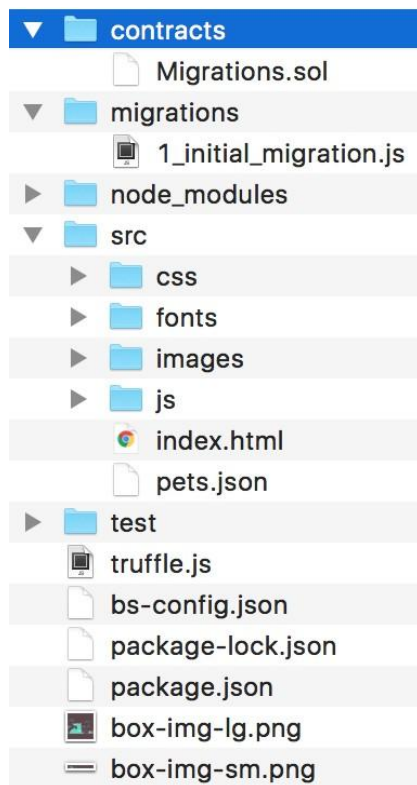 contracts
Migrations.sol
migrations
1_initial_migration.js
node_modules
src
css
fonts
images
js
index.html
pets.json
test
truffle.js
bs-config.json
package-lock.json
package.json
box-img-lg.png
box-img-sm.png